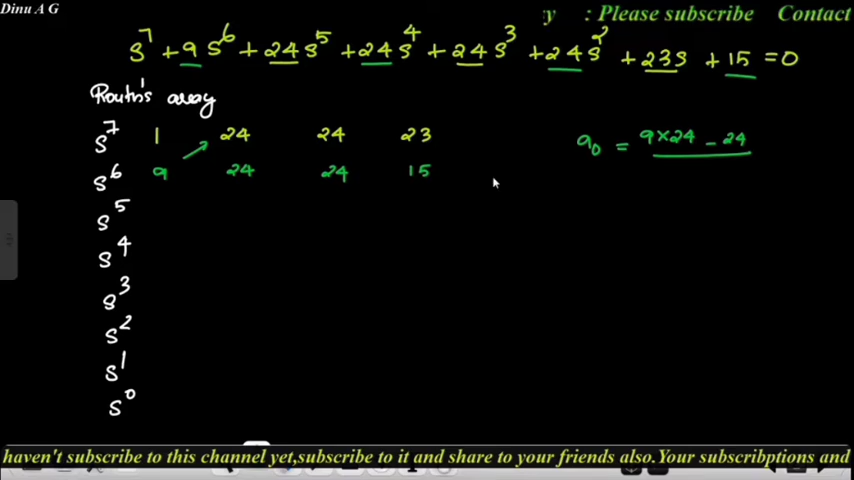 Dinu A G
y : Please subscribe Contact
s⁷ + 9s⁶ + 24s⁵ + 24s⁴ + 24s³ + 24s² + 23s + 15 = 0
Routh's array
s⁷ 1 24 24 23 a₀ = 9×24 - 24
s⁶ 9 24 24 15
s⁵
s⁴
s³
s²
s¹
s⁰
haven't subscribe to this channel yet,subscribe to it and share to your friends also.Your subscribptions and